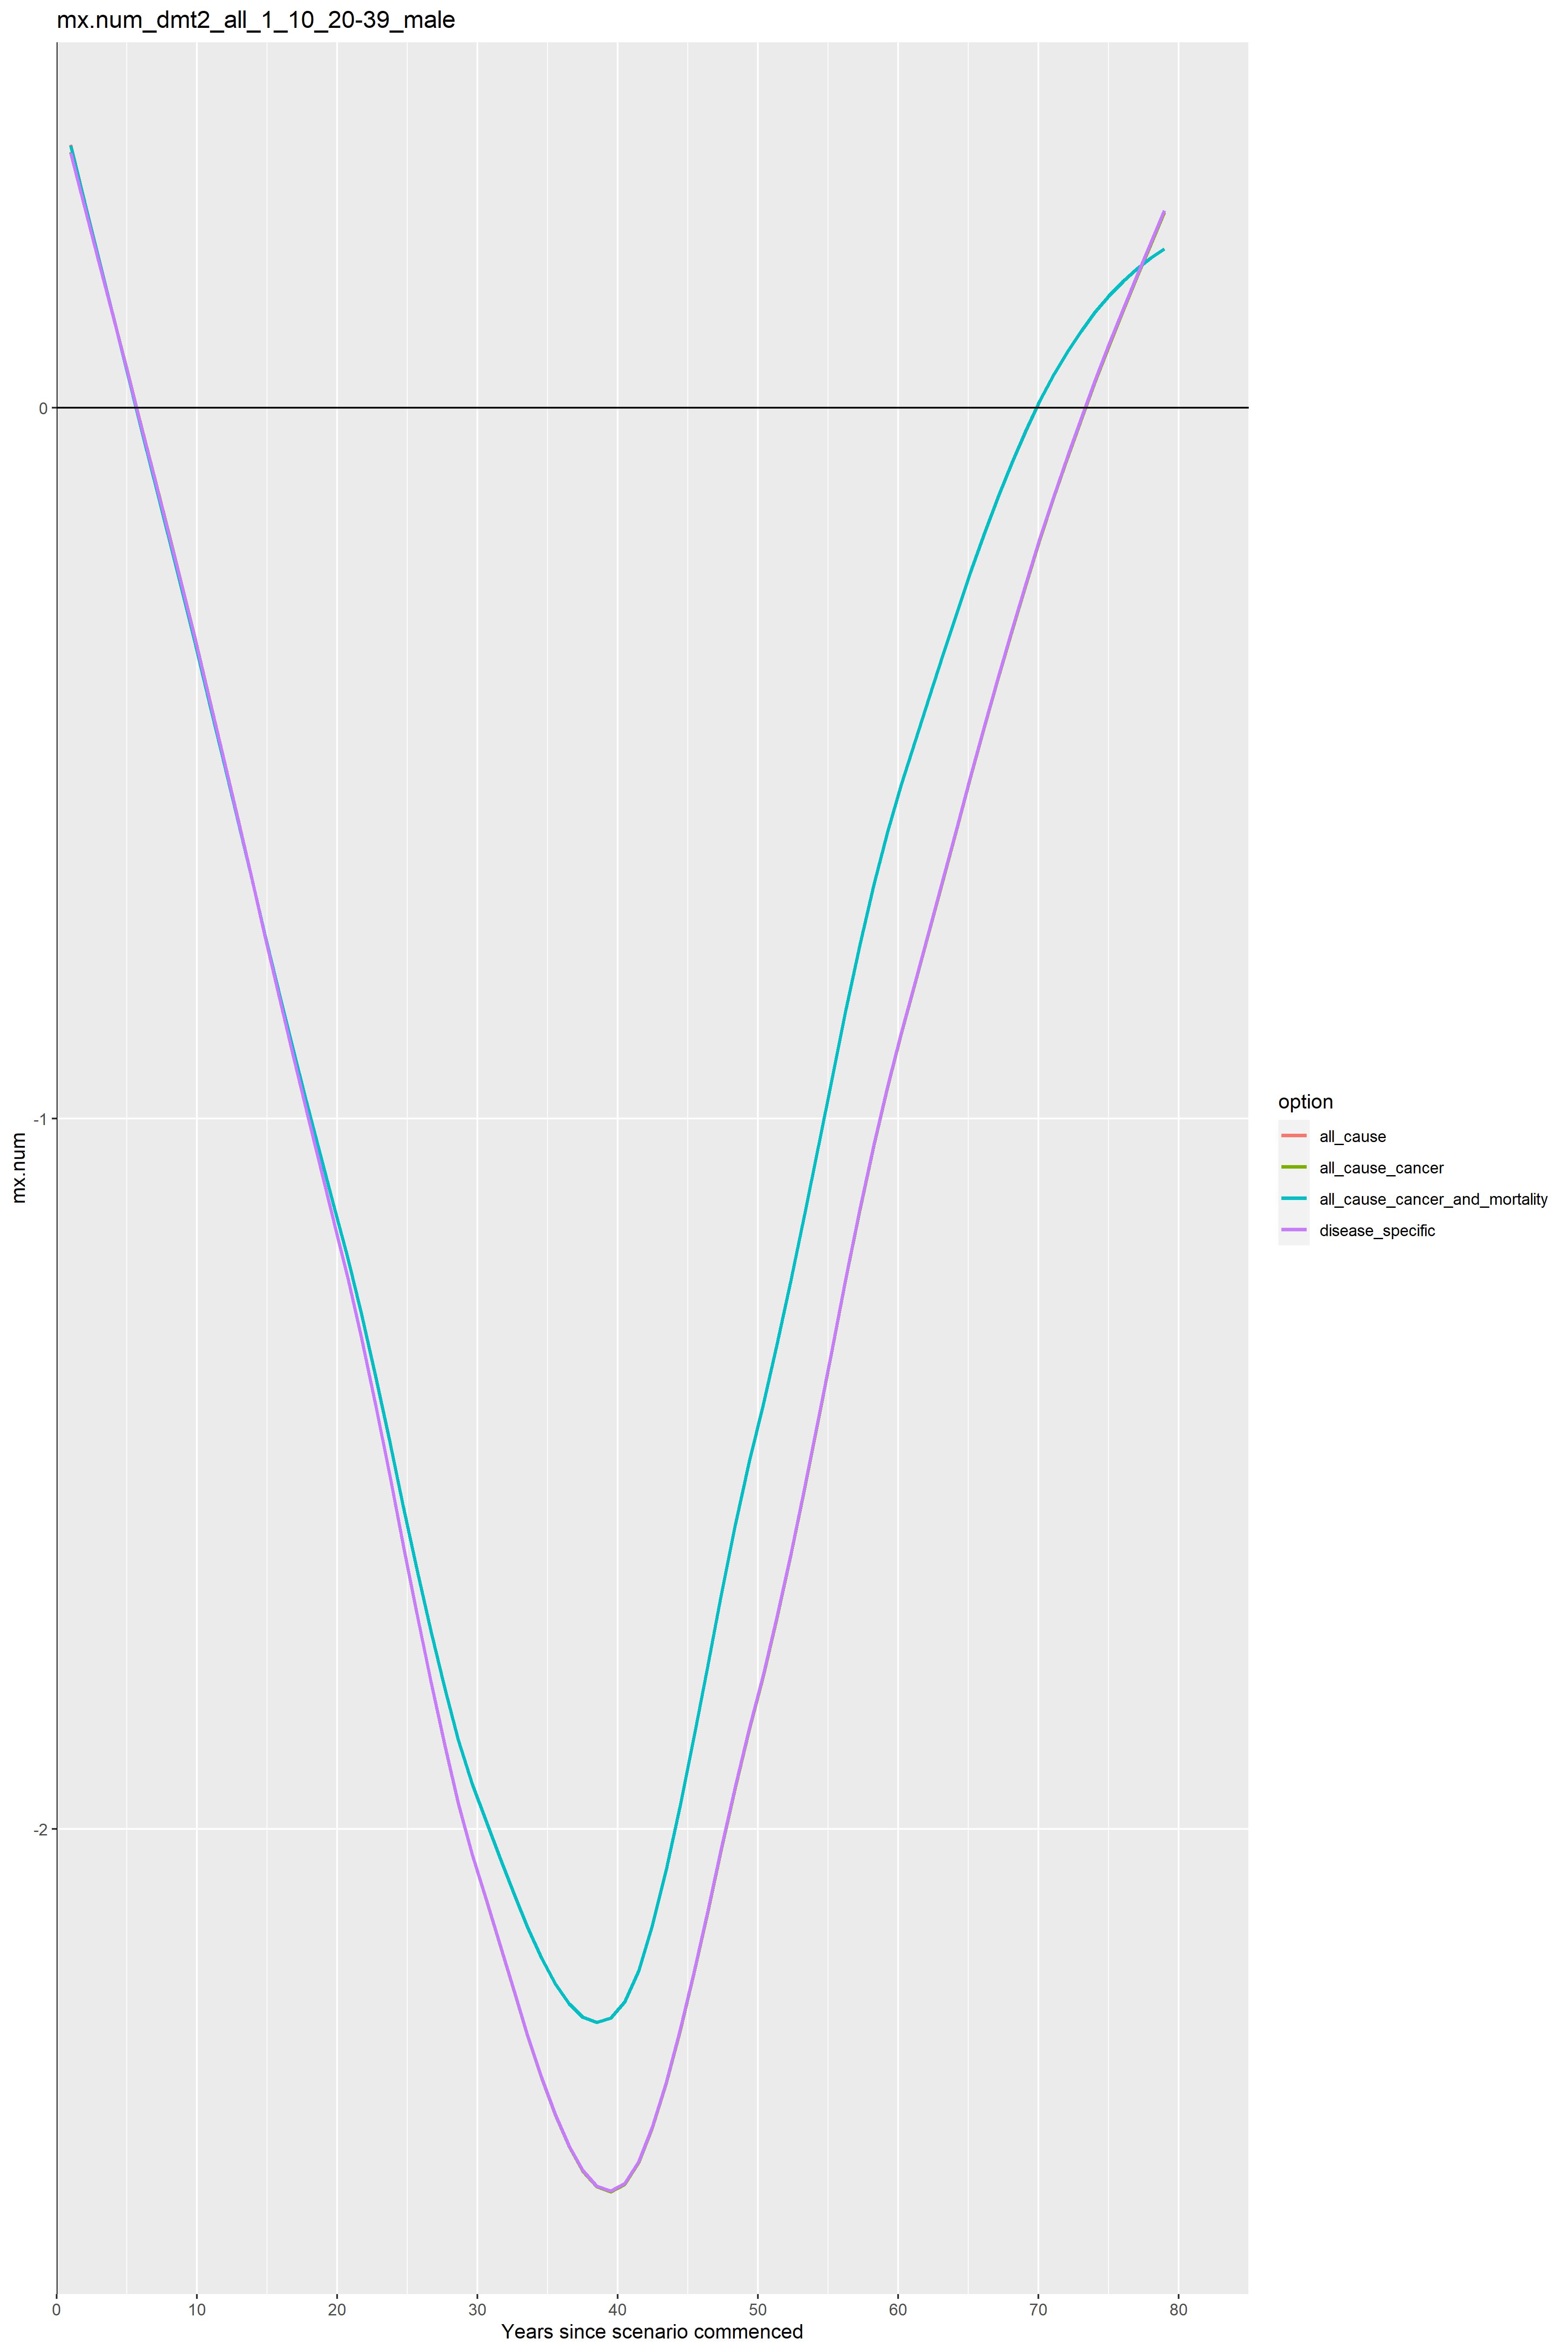 mx.num_dmt2_all_1_10_20-39_male
0
-1
-2
mx.num
0 10 20 30 40 50 60 70 80
Years since scenario commenced
option
all_cause
all_cause_cancer
all_cause_cancer_and_mortality
disease_specific